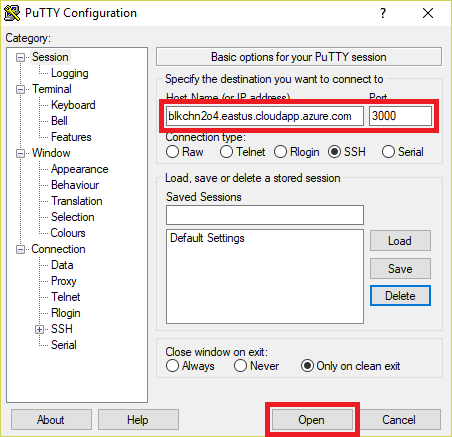 PuTTY Configuration
?
Category:
Session
Logging
Terminal
Keyboard
Bell
Features
Window
Appearance
Behaviour
Translation
Selection
Colours
Connection
Data
Proxy
Telnet
Rlogin
SSH
Serial
Basic options for your PuTTY session
Specify the destination you want to connect to
Host Name (or IP address) Port
blkchn2o4.eastus.cloudapp.azure.com 3000
Connection type:
Raw Telnet Rlogin SSH Serial
Load, save or delete a stored session
Saved Sessions
Default Settings
Load
Save
Delete
Close window on exit:
Always Never Only on clean exit
About Help Open Cancel